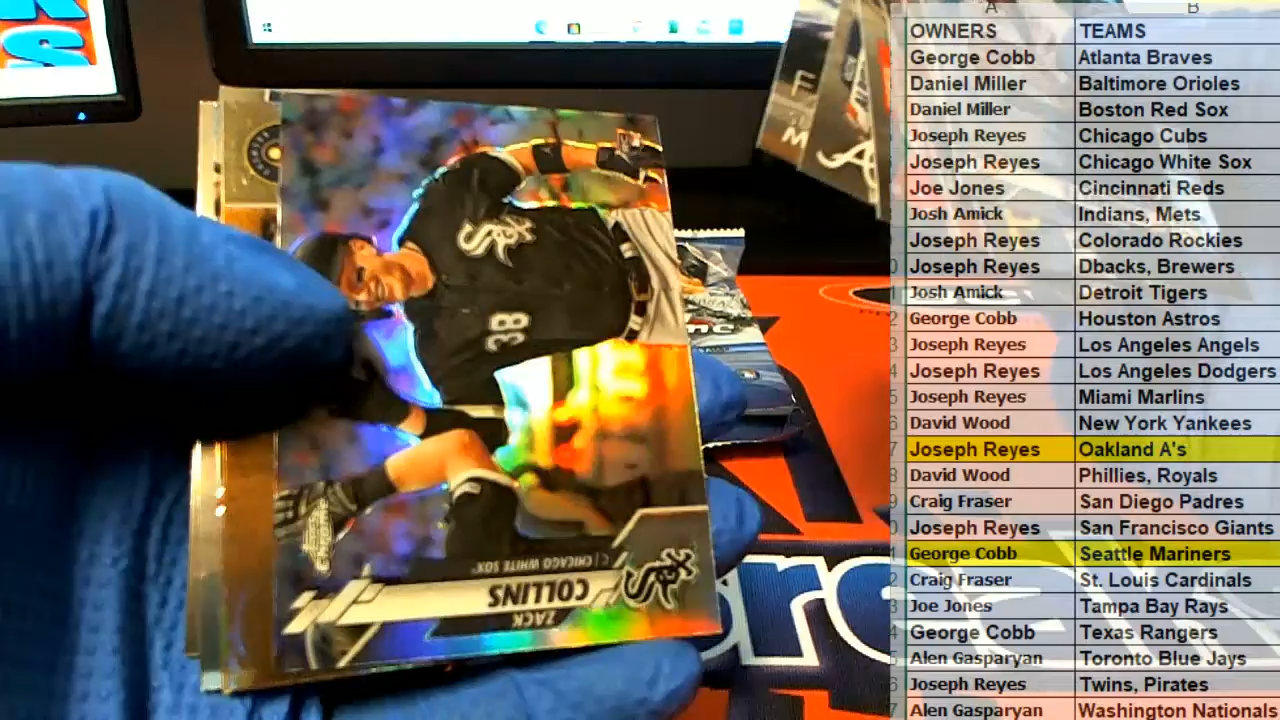 A B
OWNERS TEAMS
George Cobb Atlanta Braves
Daniel Miller Baltimore Orioles
Daniel Miller Boston Red Sox
Joseph Reyes Chicago Cubs
Joseph Reyes Chicago White Sox
Joe Jones Cincinnati Reds
Josh Amick Indians, Mets
Joseph Reyes Colorado Rockies
Joseph Reyes Dbacks, Brewers
Josh Amick Detroit Tigers
George Cobb Houston Astros
Joseph Reyes Los Angeles Angels
Joseph Reyes Los Angeles Dodgers
Joseph Reyes Miami Marlins
David Wood New York Yankees
Joseph Reyes Oakland A's
David Wood Phillies, Royals
Craig Fraser San Diego Padres
Joseph Reyes San Francisco Giants
George Cobb Seattle Mariners
Craig Fraser St. Louis Cardinals
Joe Jones Tampa Bay Rays
George Cobb Texas Rangers
Alen Gasparyan Toronto Blue Jays
Joseph Reyes Twins, Pirates
Alen Gasparyan Washington Nationals
Sox
38
ZACK
COLLINS
C | CHICAGO WHITE SOX